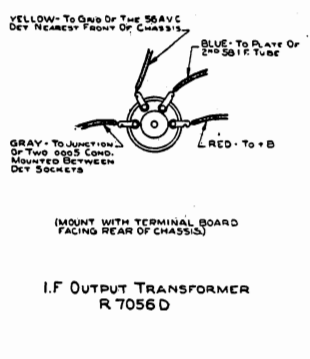 YELLOW - TO GRID OF THE 56 AVC
DET NEAREST FRONT OF CHASSIS
BLUE - TO PLATE OF
2ND 58 I.F. TUBE
GRAY - TO JUNCTION
OF TWO .0005 COND.
MOUNTED BETWEEN
DET SOCKETS
RED - TO + B
(MOUNT WITH TERMINAL BOARD
FACING REAR OF CHASSIS)
I.F OUTPUT TRANSFORMER
R 7056 D